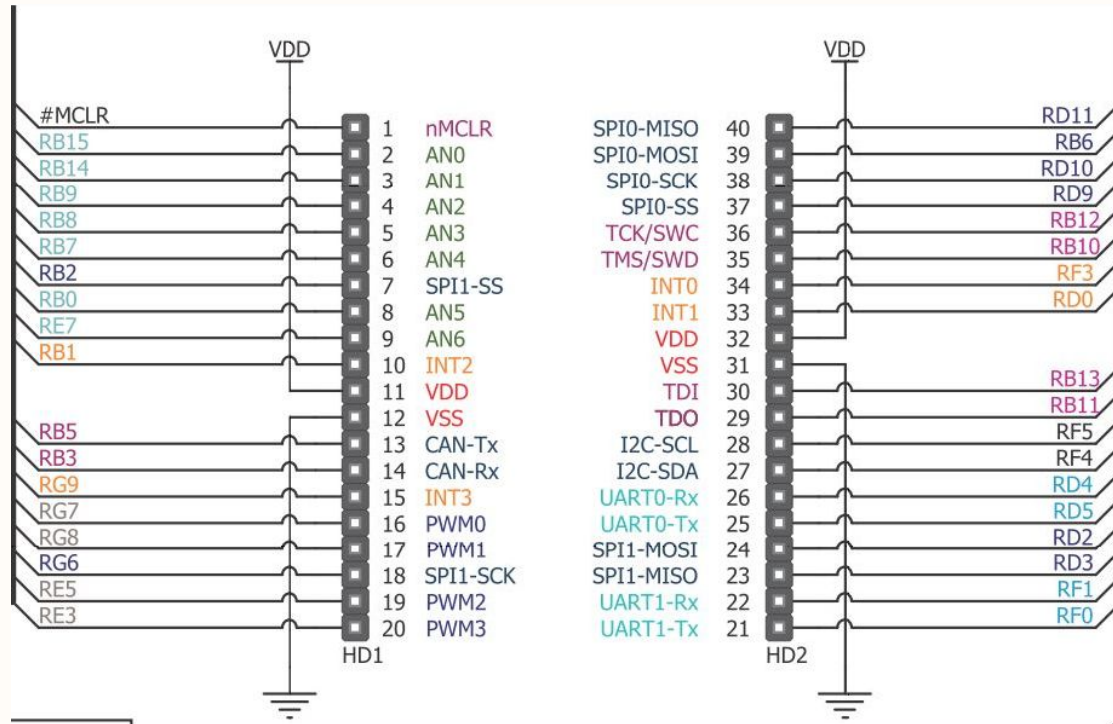 VDD VDD
#MCLR 1 nMCLR SPI0-MISO 40 RD11
RB15 2 AN0 SPI0-MOSI 39 RB6
RB14 3 AN1 SPI0-SCK 38 RD10
RB9 4 AN2 SPI0-SS 37 RD9
RB8 5 AN3 TCK/SWC 36 RB12
RB7 6 AN4 TMS/SWD 35 RB10
RB2 7 SPI1-SS INT0 34 RF3
RB0 8 AN5 INT1 33 RD0
RE7 9 AN6 VDD 32
RB1 10 INT2 VSS 31
11 VDD TDI 30 RB13
12 VSS TDO 29 RB11
RB5 13 CAN-Tx I2C-SCL 28 RF5
RB3 14 CAN-Rx I2C-SDA 27 RF4
RG9 15 INT3 UART0-Rx 26 RD4
RG7 16 PWM0 UART0-Tx 25 RD5
RG8 17 PWM1 SPI1-MOSI 24 RD2
RG6 18 SPI1-SCK SPI1-MISO 23 RD3
RE5 19 PWM2 UART1-Rx 22 RF1
RE3 20 PWM3 UART1-Tx 21 RF0
HD1 HD2